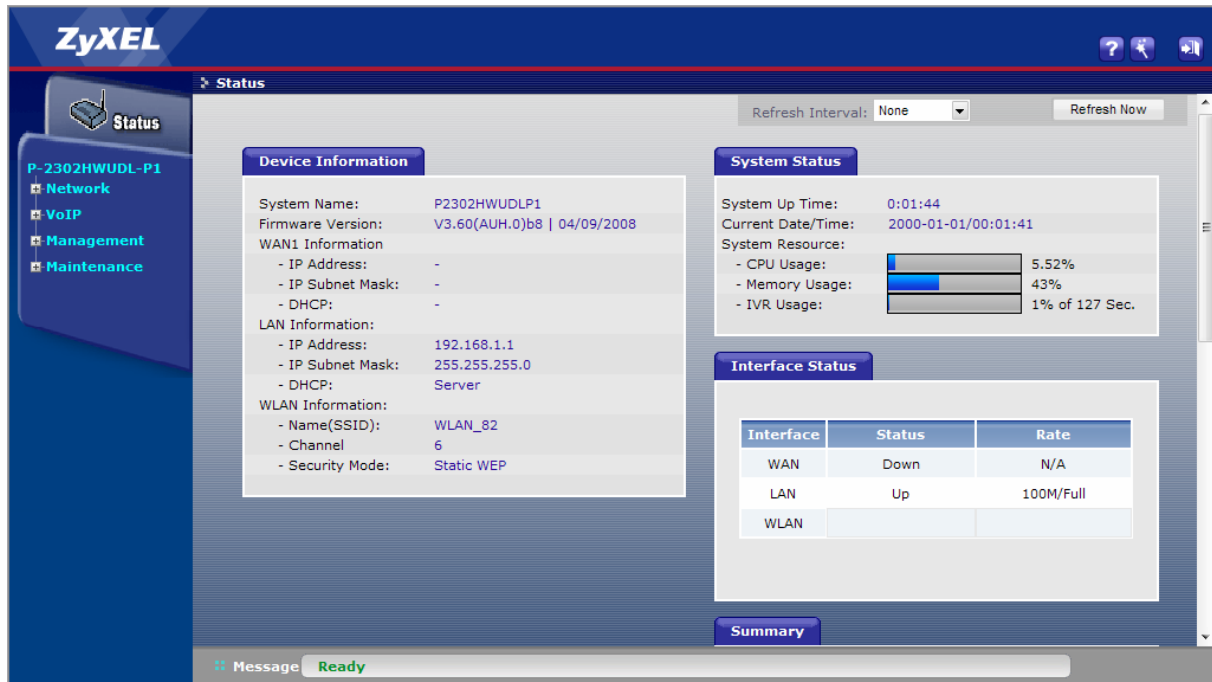 ZyXEL
Status
Status
Refresh Interval: None Refresh Now
P-2302HWUDL-P1
Network
VoIP
Management
Maintenance
Device Information
System Name: P2302HWUDLP1
Firmware Version: V3.60(AUH.0)b8 | 04/09/2008
WAN1 Information
- IP Address: -
- IP Subnet Mask: -
- DHCP: -
LAN Information:
- IP Address: 192.168.1.1
- IP Subnet Mask: 255.255.255.0
- DHCP: Server
WLAN Information:
- Name(SSID): WLAN_82
- Channel 6
- Security Mode: Static WEP
System Status
System Up Time: 0:01:44
Current Date/Time: 2000-01-01/00:01:41
System Resource:
- CPU Usage: 5.52%
- Memory Usage: 43%
- IVR Usage: 1% of 127 Sec.
Interface Status
Interface Status Rate
WAN Down N/A
LAN Up 100M/Full
WLAN
Summary
Message Ready